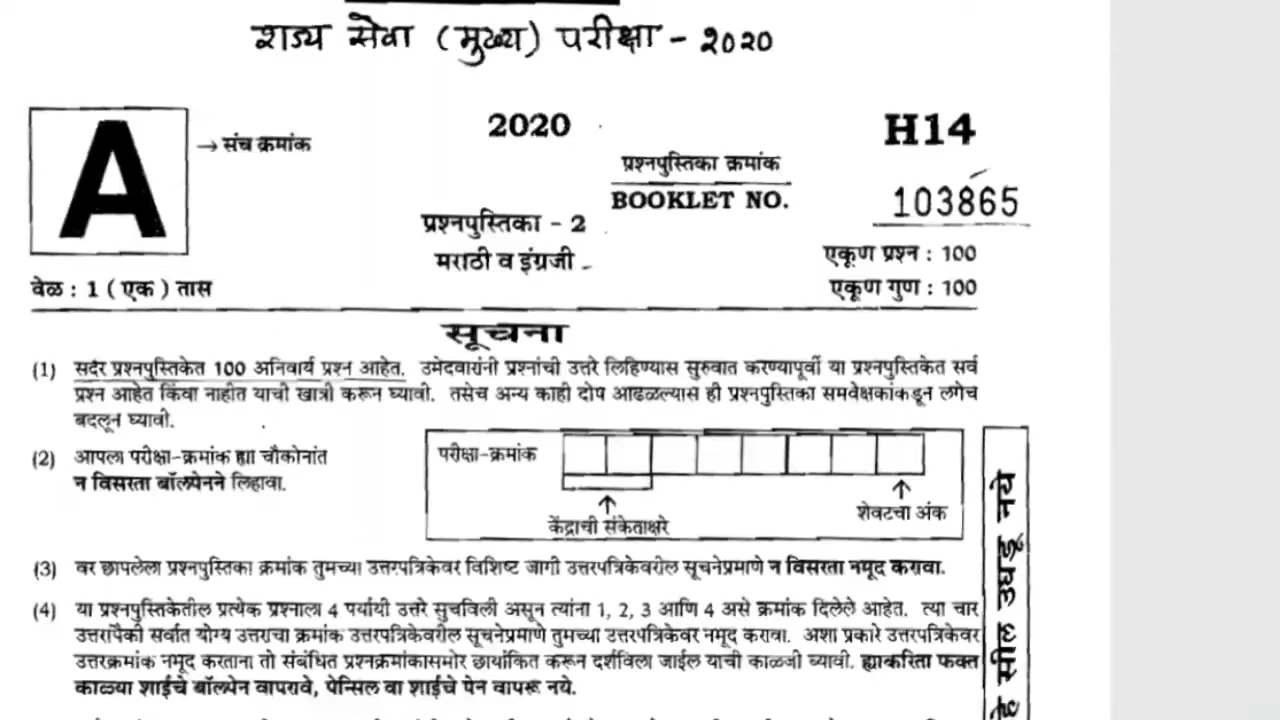 राज्य सेवा (मुख्य) परीक्षा - २०२०
A → संच क्रमांक
2020
H14
प्रश्नपुस्तिका क्रमांक
BOOKLET NO.
103865
प्रश्नपुस्तिका - 2
मराठी व इंग्रजी
एकूण प्रश्न : 100
वेळ : 1 ( एक ) तास
एकूण गुण : 100
सूचना
(1) सदर प्रश्नपुस्तिकेत 100 अनिवार्य प्रश्न आहेत. उमेदवारांनी प्रश्नांची उत्तरे लिहिण्यास सुरुवात करण्यापूर्वी या प्रश्नपुस्तिकेत सर्व
प्रश्न आहेत किंवा नाहीत याची खात्री करून घ्यावी. तसेच अन्य काही दोष आढळल्यास ही प्रश्नपुस्तिका समवेक्षकांकडून लगेच
बदलून घ्यावी.
(2) आपला परीक्षा-क्रमांक ह्या चौकोनांत
न विसरता बॉलपेनने लिहावा.
परीक्षा-क्रमांक
केंद्राची संकेताक्षरे
शेवटचा अंक
(3) वर छापलेला प्रश्नपुस्तिका क्रमांक तुमच्या उत्तरपत्रिकेवर विशिष्ट जागी उत्तरपत्रिकेवरील सूचनेप्रमाणे न विसरता नमूद करावा.
(4) या प्रश्नपुस्तिकेतील प्रत्येक प्रश्नाला 4 पर्यायी उत्तरे सुचविली असून त्यांना 1, 2, 3 आणि 4 असे क्रमांक दिलेले आहेत. त्या चार
उत्तरापैकी सर्वात योग्य उत्तराचा क्रमांक उत्तरपत्रिकेवरील सूचनेप्रमाणे तुमच्या उत्तरपत्रिकेवर नमूद करावा. अशा प्रकारे उत्तरपत्रिकेवर
उत्तरक्रमांक नमूद करताना तो संबंधित प्रश्नक्रमांकासमोर छायांकित करून दर्शविला जाईल याची काळजी घ्यावी. ह्याकरिता फक्त
काळ्या शाईचे बॉलपेन वापरावे, पेन्सिल वा शाईचे पेन वापरू नये.
हे सील उघडू नये